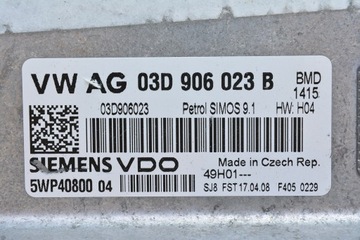 VW AG 03D 906 023 B BMD
1415
03D906023 Petrol SIMOS 9.1 HW: H04
SIEMENS VDO Made in Czech Rep.
5WP40800 04 49H01---
SJ8 FST 17.04.08 F405 0229